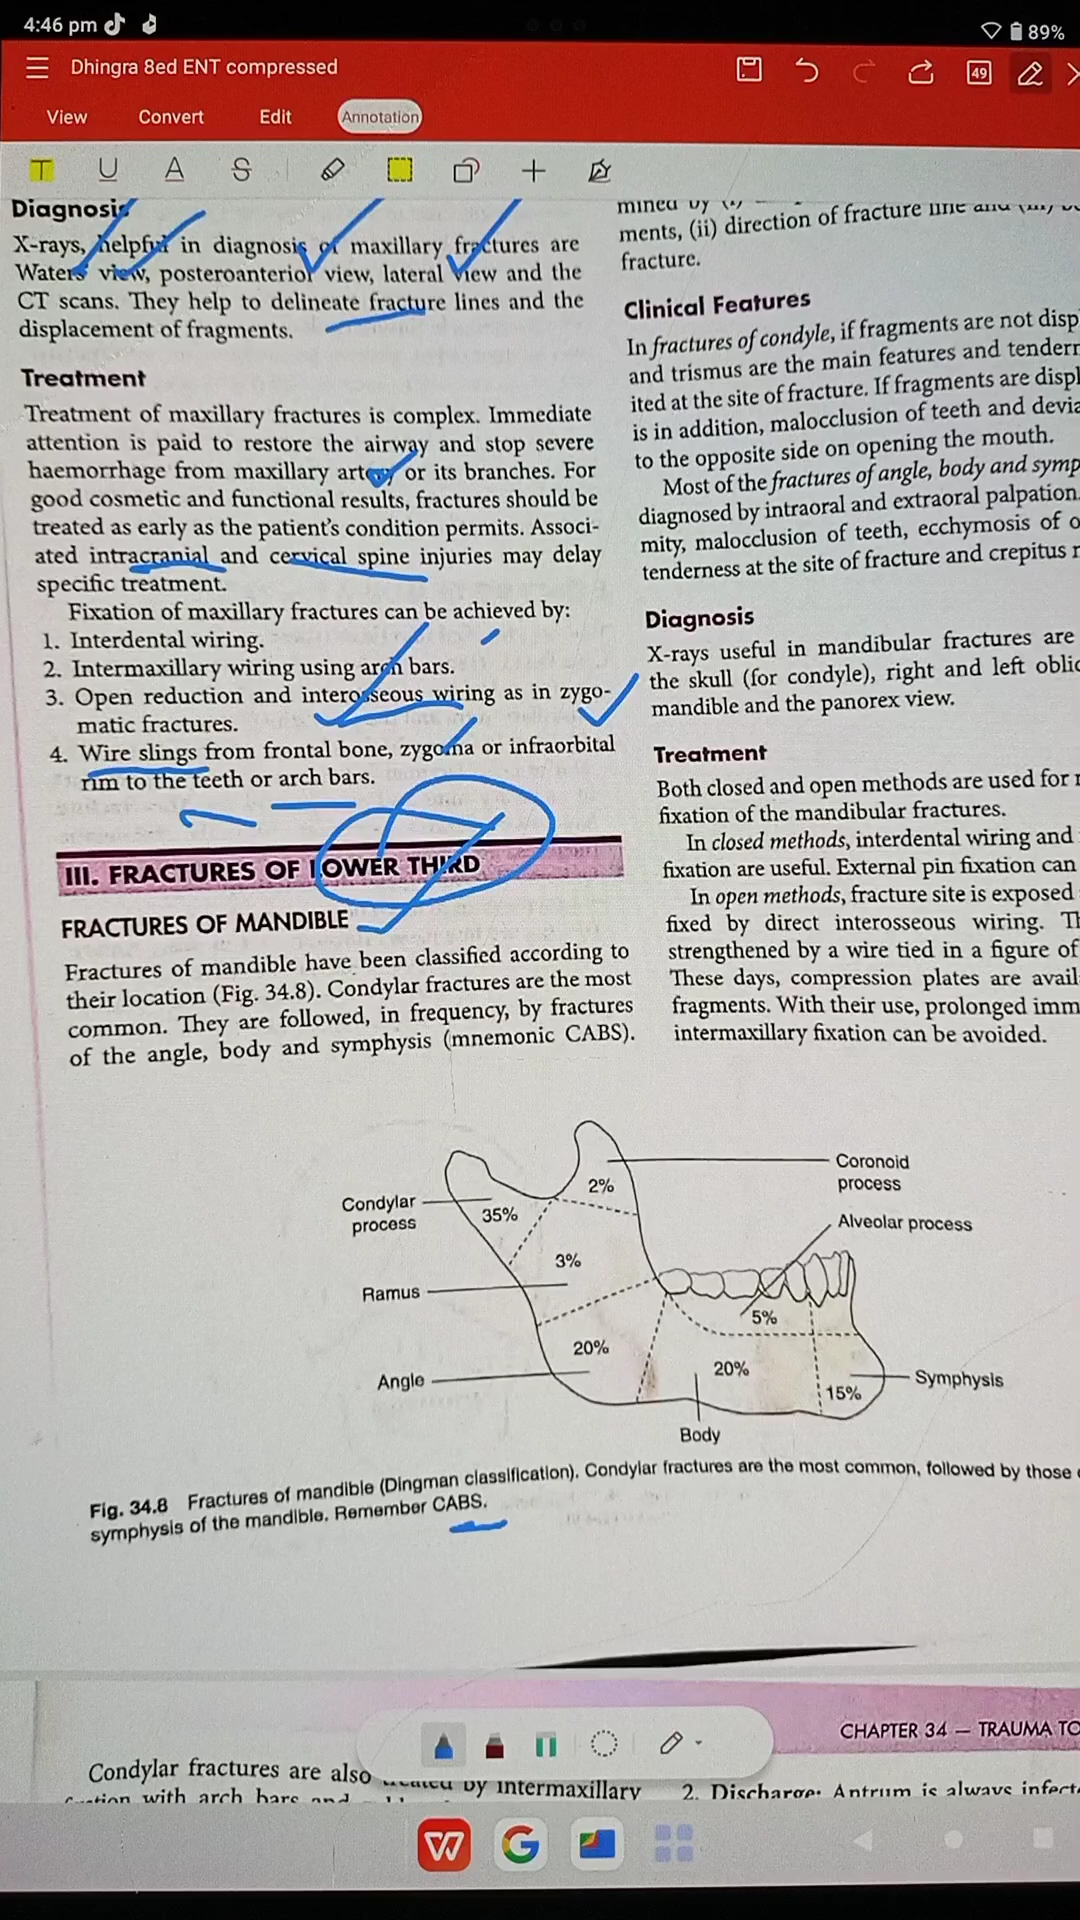 4:46 pm
89%
Dhingra 8ed ENT compressed
49
View Convert Edit Annotation
T U A S
Diagnosis
X-rays, helpful in diagnosis of maxillary fractures are
Waters' view, posteroanterior view, lateral view and the
CT scans. They help to delineate fracture lines and the
displacement of fragments.
Treatment
Treatment of maxillary fractures is complex. Immediate
attention is paid to restore the airway and stop severe
haemorrhage from maxillary artery or its branches. For
good cosmetic and functional results, fractures should be
treated as early as the patient's condition permits. Associ-
ated intracranial and cervical spine injuries may delay
specific treatment.
Fixation of maxillary fractures can be achieved by:
1. Interdental wiring.
2. Intermaxillary wiring using arch bars.
3. Open reduction and interosseous wiring as in zygo-
matic fractures.
4. Wire slings from frontal bone, zygoma or infraorbital
rim to the teeth or arch bars.
III. FRACTURES OF LOWER THIRD
FRACTURES OF MANDIBLE
Fractures of mandible have been classified according to
their location (Fig. 34.8). Condylar fractures are the most
common. They are followed, in frequency, by fractures
of the angle, body and symphysis (mnemonic CABS).
mined by (i)
ments, (ii) direction of fracture line and (iii)
fracture.
Clinical Features
In fractures of condyle, if fragments are not disp
and trismus are the main features and tendern
ited at the site of fracture. If fragments are displ
is in addition, malocclusion of teeth and devia
to the opposite side on opening the mouth.
Most of the fractures of angle, body and symp
diagnosed by intraoral and extraoral palpation.
mity, malocclusion of teeth, ecchymosis of o
tenderness at the site of fracture and crepitus
Diagnosis
X-rays useful in mandibular fractures are
the skull (for condyle), right and left obliq
mandible and the panorex view.
Treatment
Both closed and open methods are used for
fixation of the mandibular fractures.
In closed methods, interdental wiring and
fixation are useful. External pin fixation can
In open methods, fracture site is exposed
fixed by direct interosseous wiring. Th
strengthened by a wire tied in a figure of
These days, compression plates are avail
fragments. With their use, prolonged imm
intermaxillary fixation can be avoided.
Coronoid
process
2%
Condylar
process
35%
Alveolar process
3%
Ramus
5%
20%
20%
Angle
Symphysis
15%
Body
Fig. 34.8 Fractures of mandible (Dingman classification). Condylar fractures are the most common, followed by those
symphysis of the mandible. Remember CABS.
CHAPTER 34 — TRAUMA TO
Condylar fractures are also treated by intermaxillary
with arch bars and
2. Discharge: Antrum is always infect